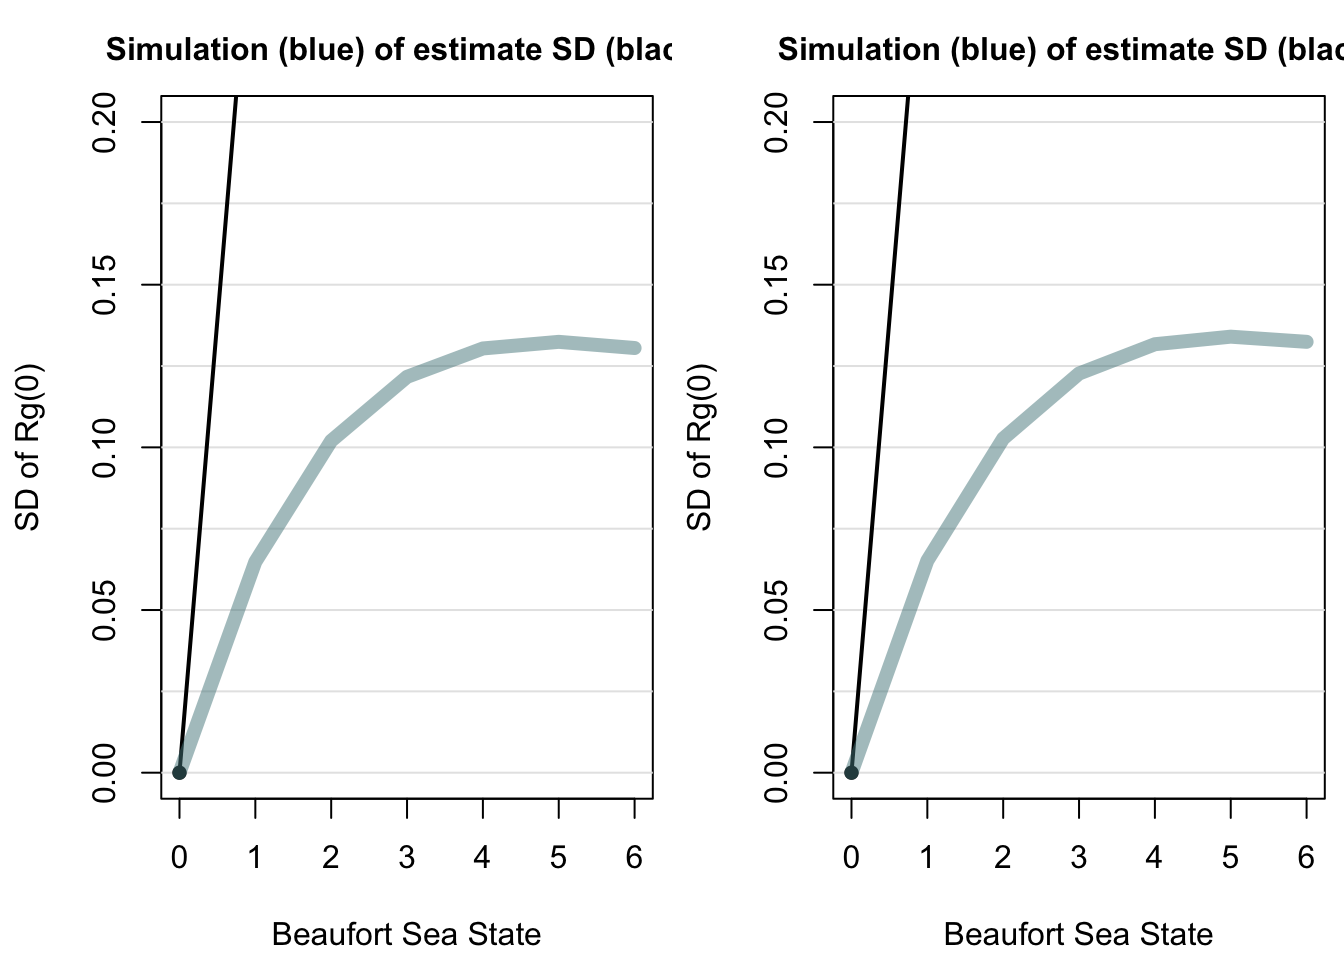 Simulation (blue) of estimate SD (blac
SD of Rg(0)
0.20
0.15
0.10
0.05
0.00
0 1 2 3 4 5 6
Beaufort Sea State
Simulation (blue) of estimate SD (blac
SD of Rg(0)
0.20
0.15
0.10
0.05
0.00
0 1 2 3 4 5 6
Beaufort Sea State